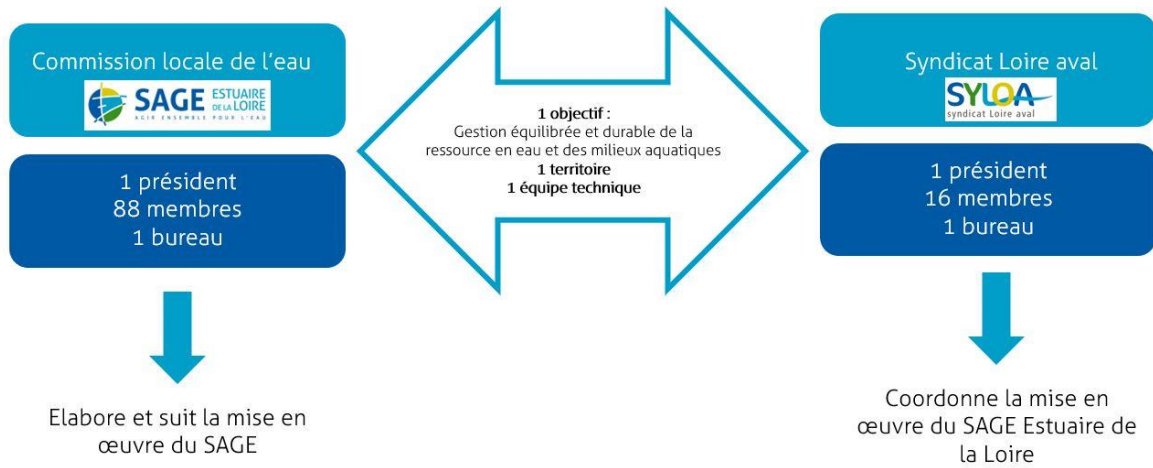 Commission locale de l'eau
SAGE ESTUAIRE
DE LA LOIRE
AGIR ENSEMBLE POUR L'EAU
1 président
88 membres
1 bureau
Elabore et suit la mise en
œuvre du SAGE
1 objectif :
Gestion équilibrée et durable de la
ressource en eau et des milieux aquatiques
1 territoire
1 équipe technique
Syndicat Loire aval
SYLOA
syndicat Loire aval
1 président
16 membres
1 bureau
Coordonne la mise en
œuvre du SAGE Estuaire de
la Loire